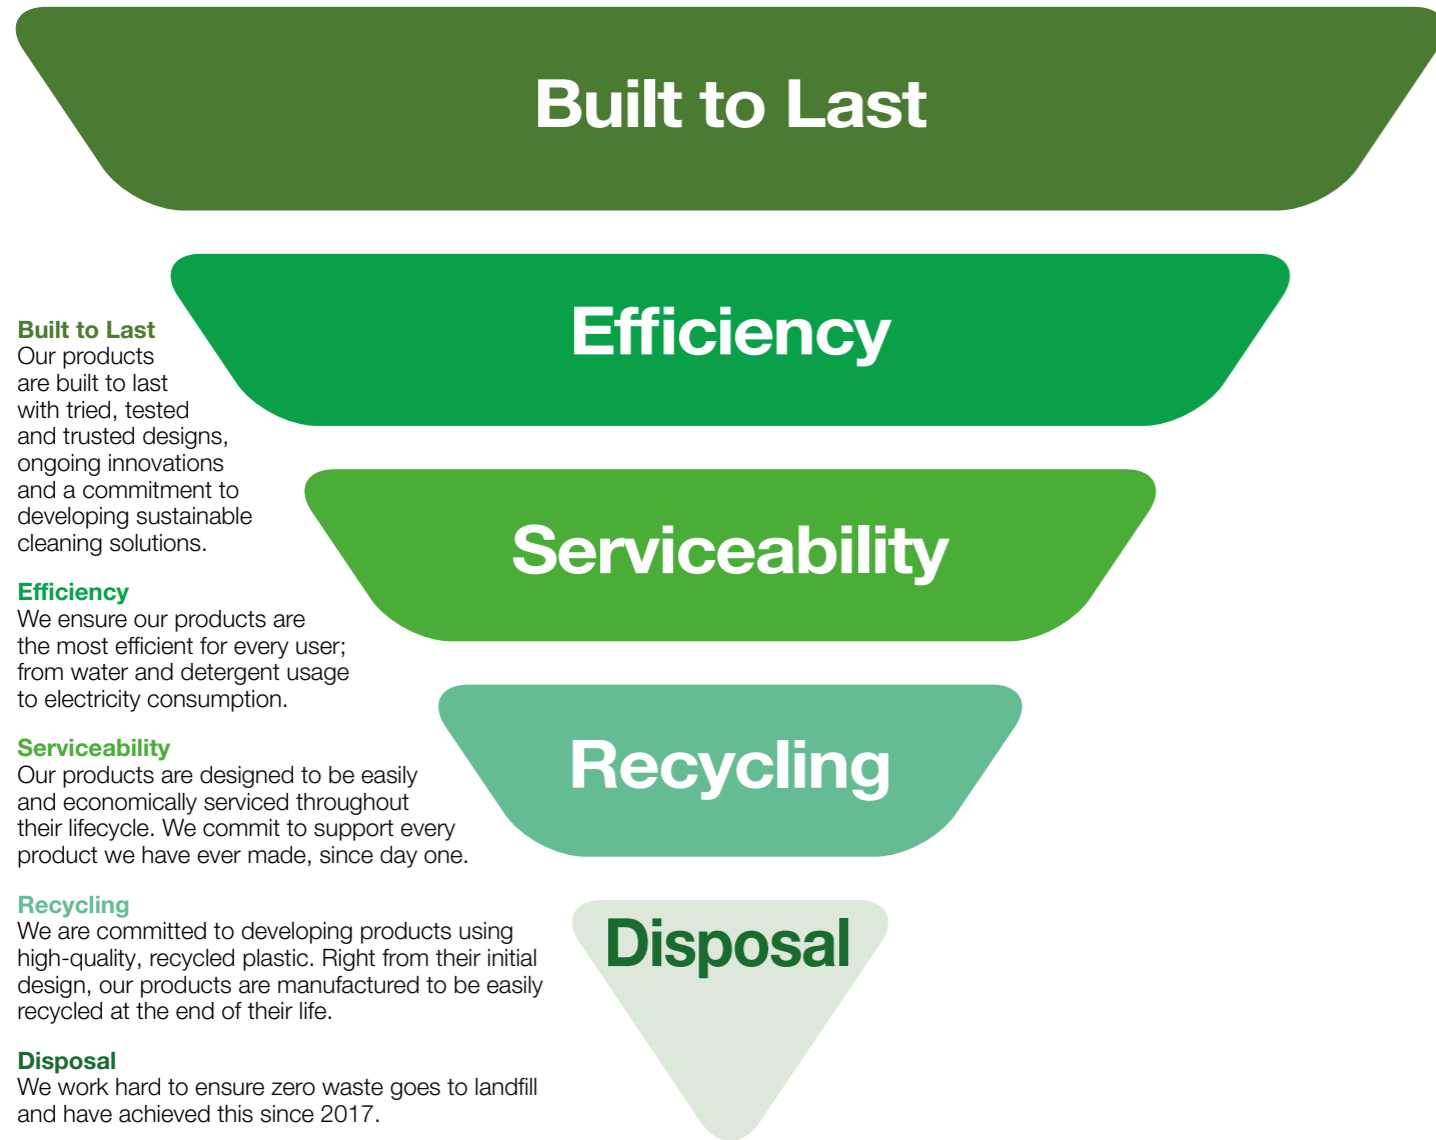 Built to Last
Efficiency
Serviceability
Recycling
Disposal
Built to Last
Our products
are built to last
with tried, tested
and trusted designs,
ongoing innovations
and a commitment to
developing sustainable
cleaning solutions.
Efficiency
We ensure our products are
the most efficient for every user;
from water and detergent usage
to electricity consumption.
Serviceability
Our products are designed to be easily
and economically serviced throughout
their lifecycle. We commit to support every
product we have ever made, since day one.
Recycling
We are committed to developing products using
high-quality, recycled plastic. Right from their initial
design, our products are manufactured to be easily
recycled at the end of their life.
Disposal
We work hard to ensure zero waste goes to landfill
and have achieved this since 2017.